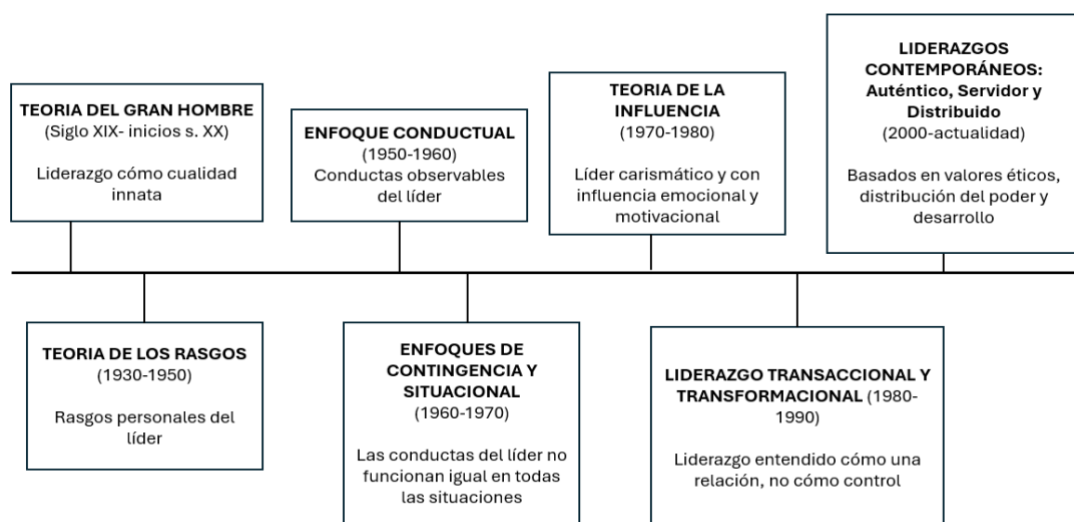 TEORIA DEL GRAN HOMBRE
(Siglo XIX- inicios s. XX)
Liderazgo cómo cualidad
innata
ENFOQUE CONDUCTUAL
(1950-1960)
Conductas observables
del líder
TEORIA DE LA
INFLUENCIA
(1970-1980)
Líder carismático y con
influencia emocional y
motivacional
LIDERAZGOS
CONTEMPORÁNEOS:
Auténtico, Servidor y
Distribuido
(2000-actualidad)
Basados en valores éticos,
distribución del poder y
desarrollo
TEORIA DE LOS RASGOS
(1930-1950)
Rasgos personales del
líder
ENFOQUES DE
CONTINGENCIA Y
SITUACIONAL
(1960-1970)
Las conductas del líder no
funcionan igual en todas
las situaciones
LIDERAZGO TRANSACCIONAL Y
TRANSFORMACIONAL (1980-
1990)
Liderazgo entendido cómo una
relación, no cómo control